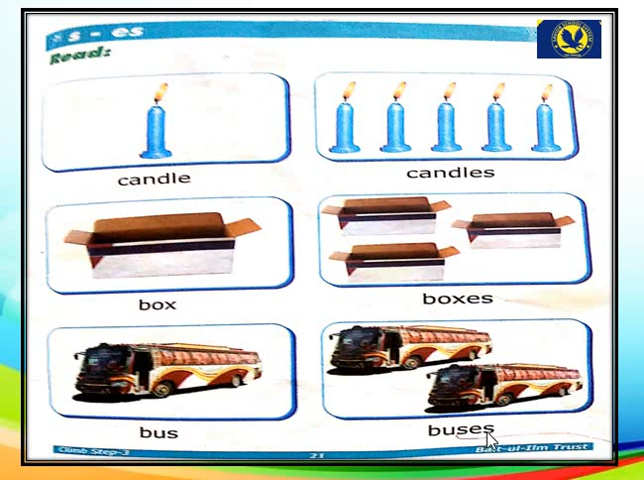 s - es
Read:
candle
candles
box
boxes
bus
buses
Climb Step-3
21
Bait-ul-Ilm Trust